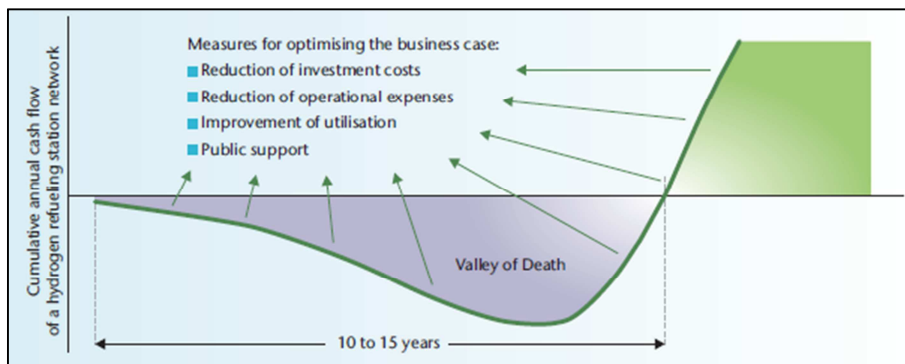 Cumulative annual cash flow
of a hydrogen refueling station network
Measures for optimising the business case:
Reduction of investment costs
Reduction of operational expenses
Improvement of utilisation
Public support
Valley of Death
10 to 15 years